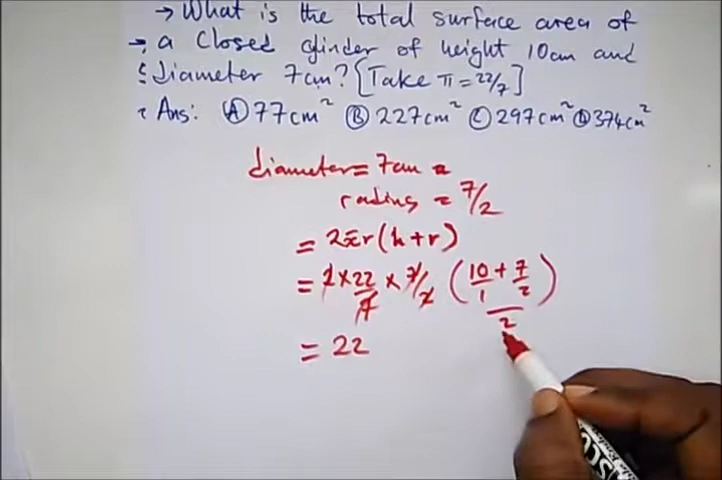 → What is the total surface area of
→ a closed cylinder of height 10cm and
diameter 7cm? [Take π = 22/7]
Ans: Ⓐ 77cm² Ⓑ 227cm² Ⓒ 297cm² Ⓓ 374cm²
diameter = 7cm =
radius = 7/2
= 2πr(h+r)
= 2 × 22/7 × 7/2 (10/1 + 7/2)
2
= 22